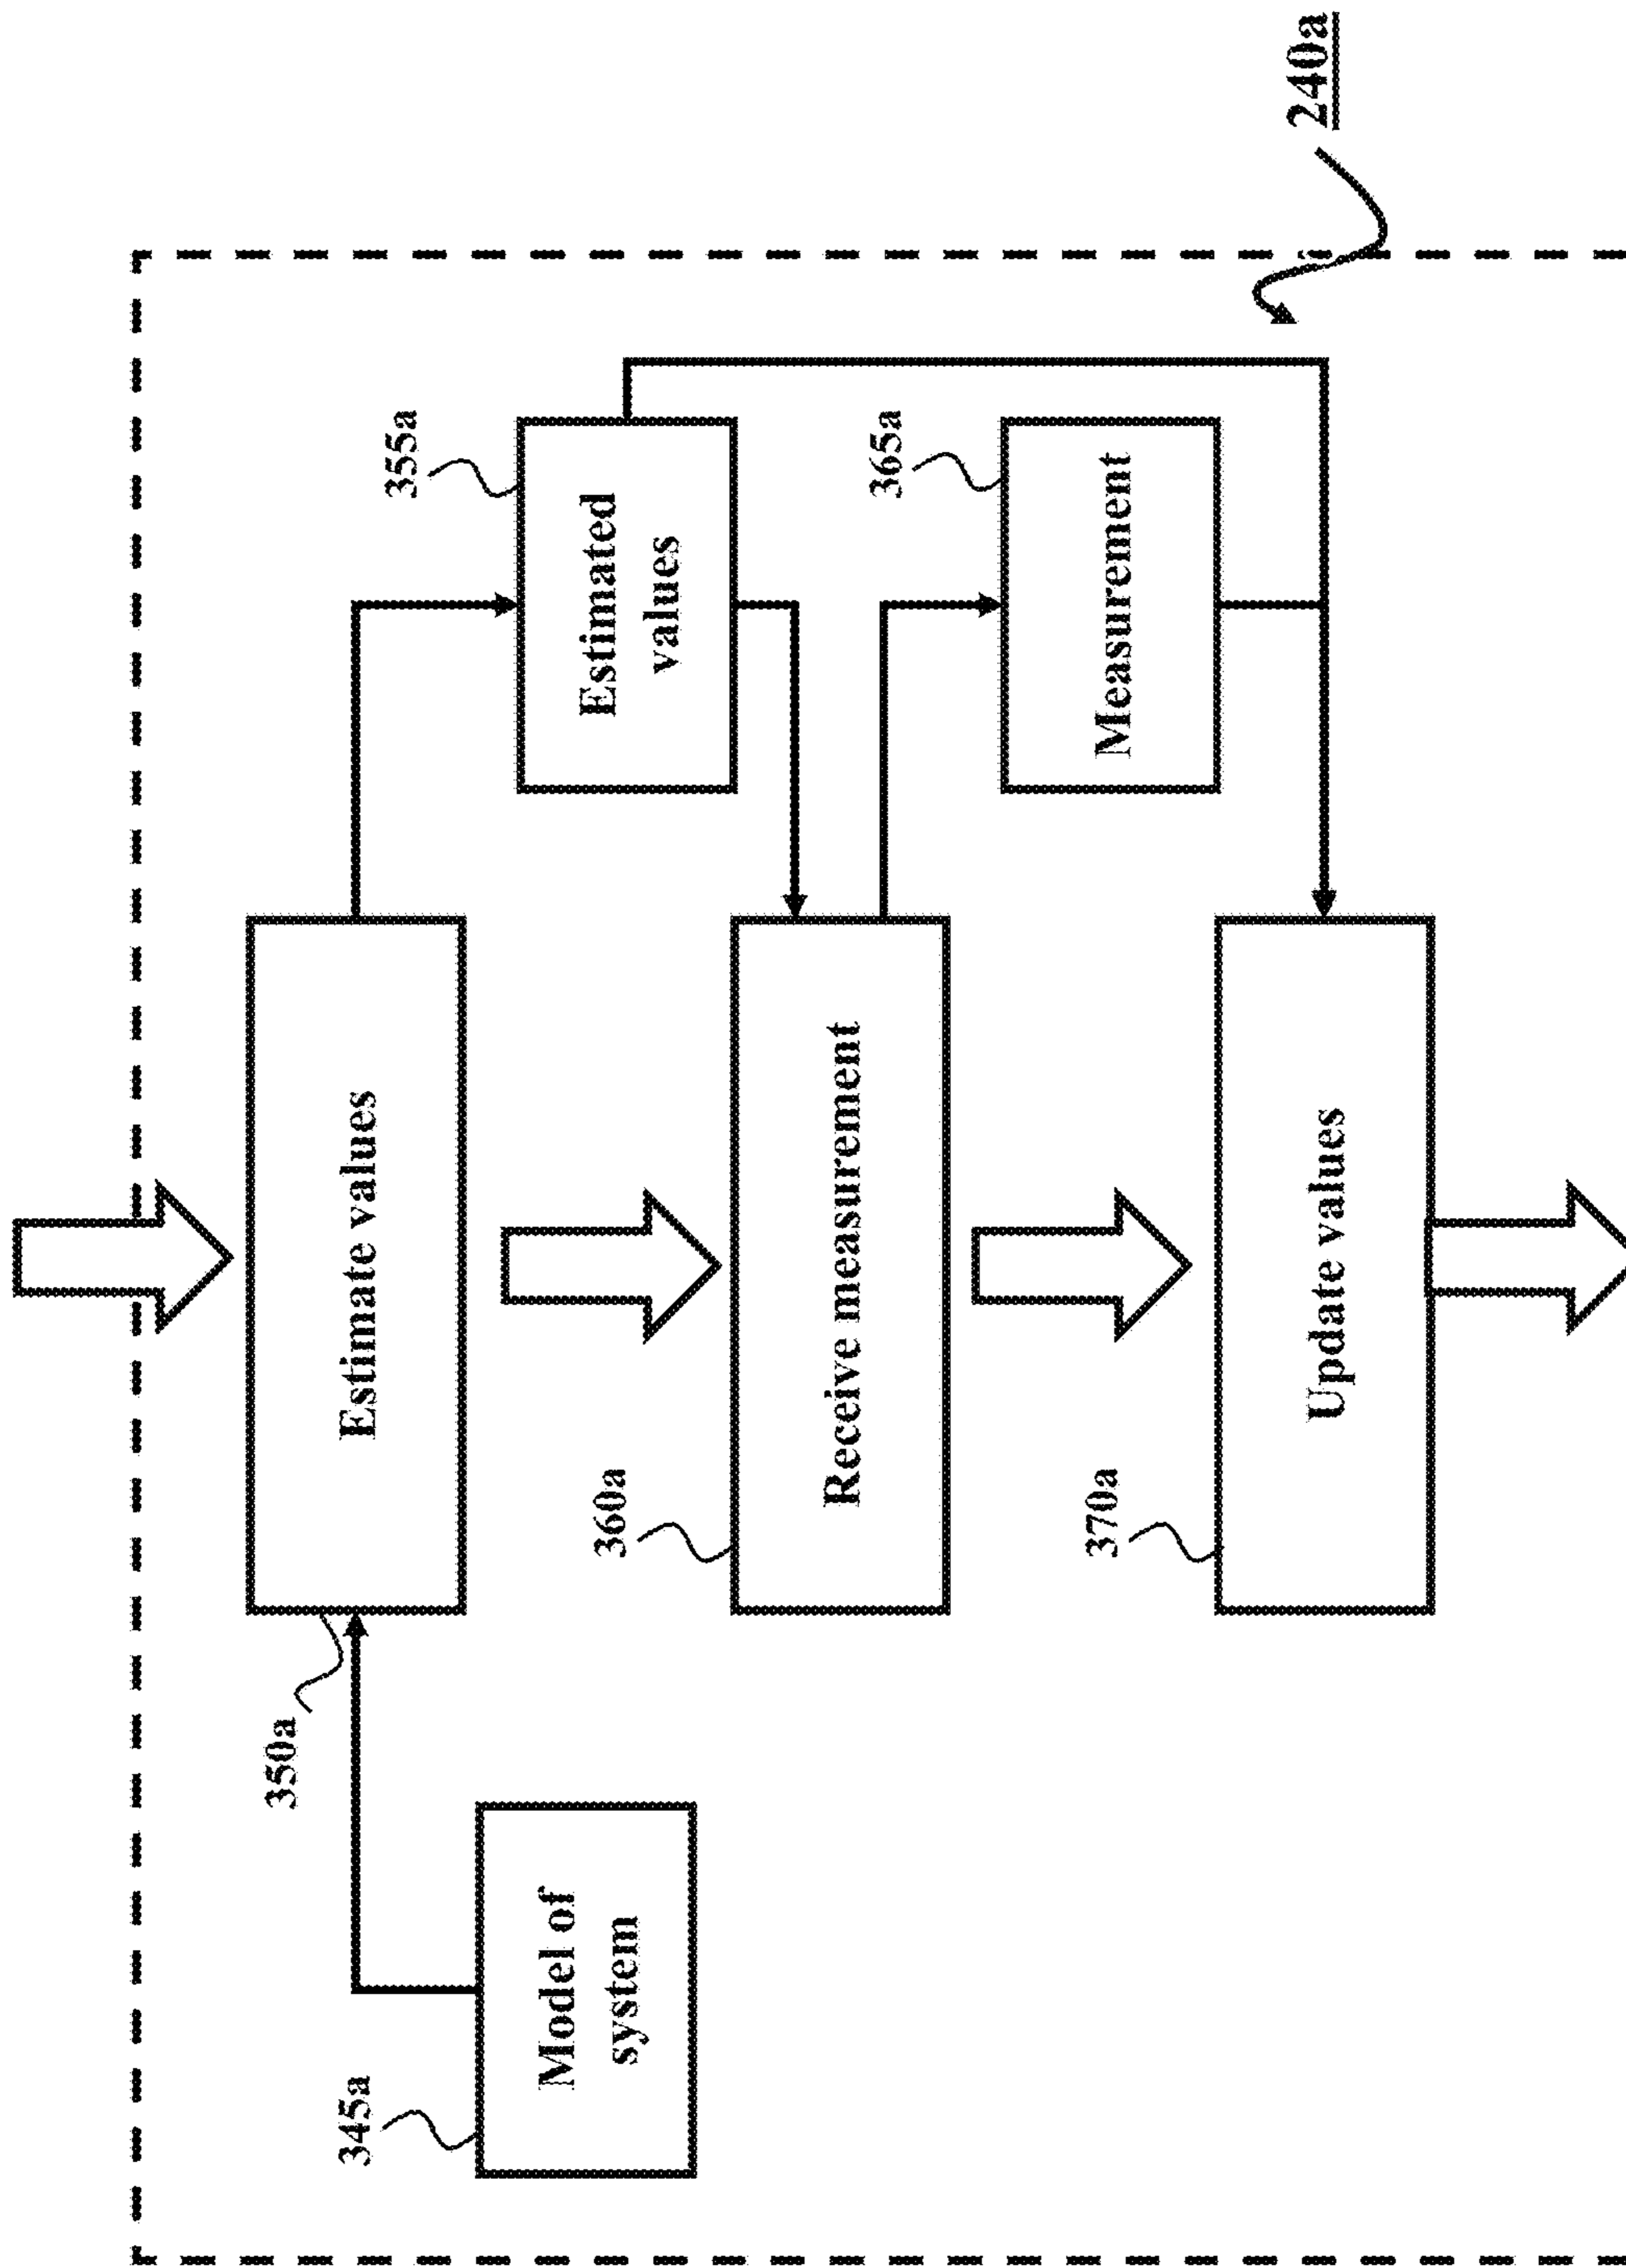 240a
350a
Estimate values
355a
Estimated
values
345a
Model of
system
360a
Receive measurement
365a
Measurement
370a
Update values